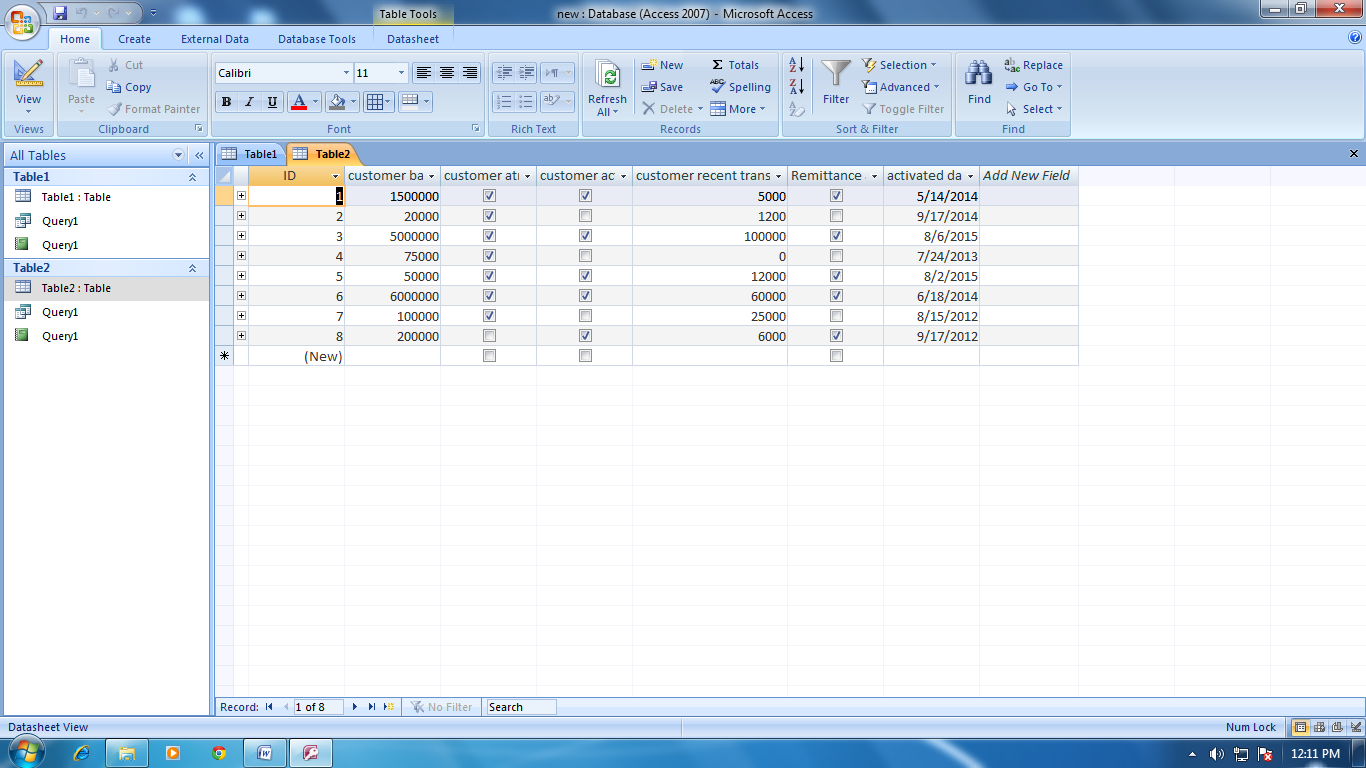 Table Tools
new : Database (Access 2007) - Microsoft Access
Home Create External Data Database Tools Datasheet
View
Views
Paste
Cut
Copy
Format Painter
Clipboard
Calibri 11
B I U A
Font
Rich Text
Refresh All
New
Save
Delete
Σ Totals
ABC Spelling
More
Records
Filter
Selection
Advanced
Toggle Filter
Sort & Filter
Find
Replace
Go To
Select
Find
All Tables
Table1
Table1 : Table
Query1
Query1
Table2
Table2 : Table
Query1
Query1
Table1 Table2
ID customer ba customer at customer ac customer recent trans Remittance activated da Add New Field
1 1500000 5000 5/14/2014
2 20000 1200 9/17/2014
3 5000000 100000 8/6/2015
4 75000 0 7/24/2013
5 50000 12000 8/2/2015
6 6000000 60000 6/18/2014
7 100000 25000 8/15/2012
8 200000 6000 9/17/2012
(New)
Record: 1 of 8 No Filter Search
Datasheet View Num Lock
12:11 PM